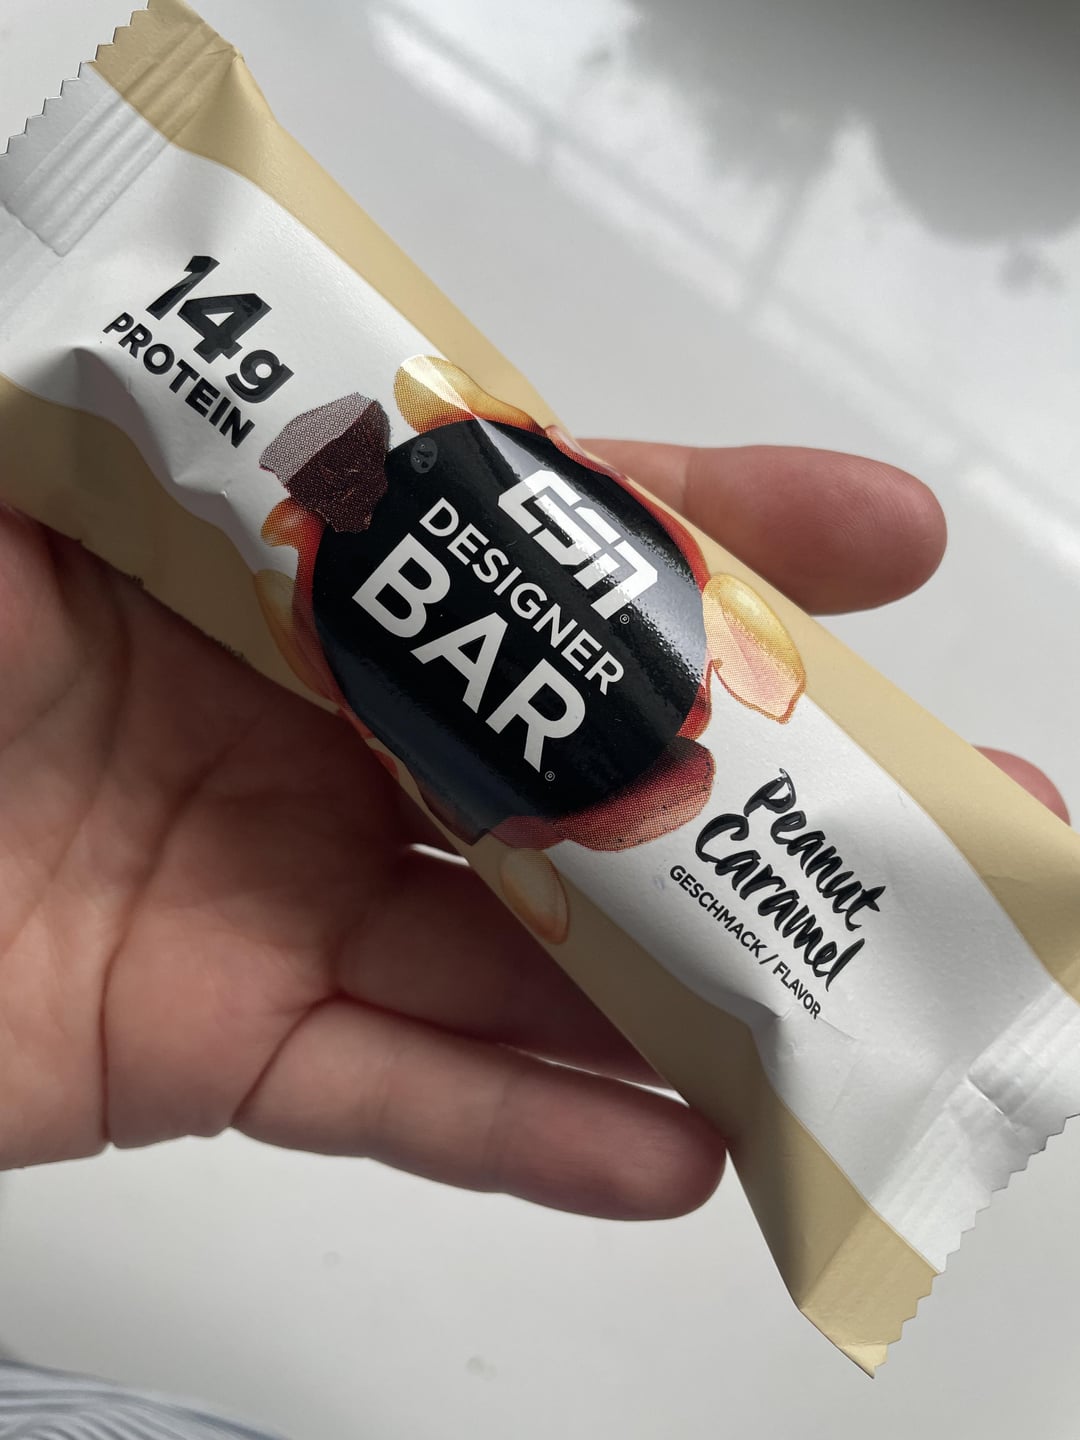 14g
PROTEIN
ESN®
DESIGNER
BAR®
Peanut
Caramel
GESCHMACK / FLAVOR